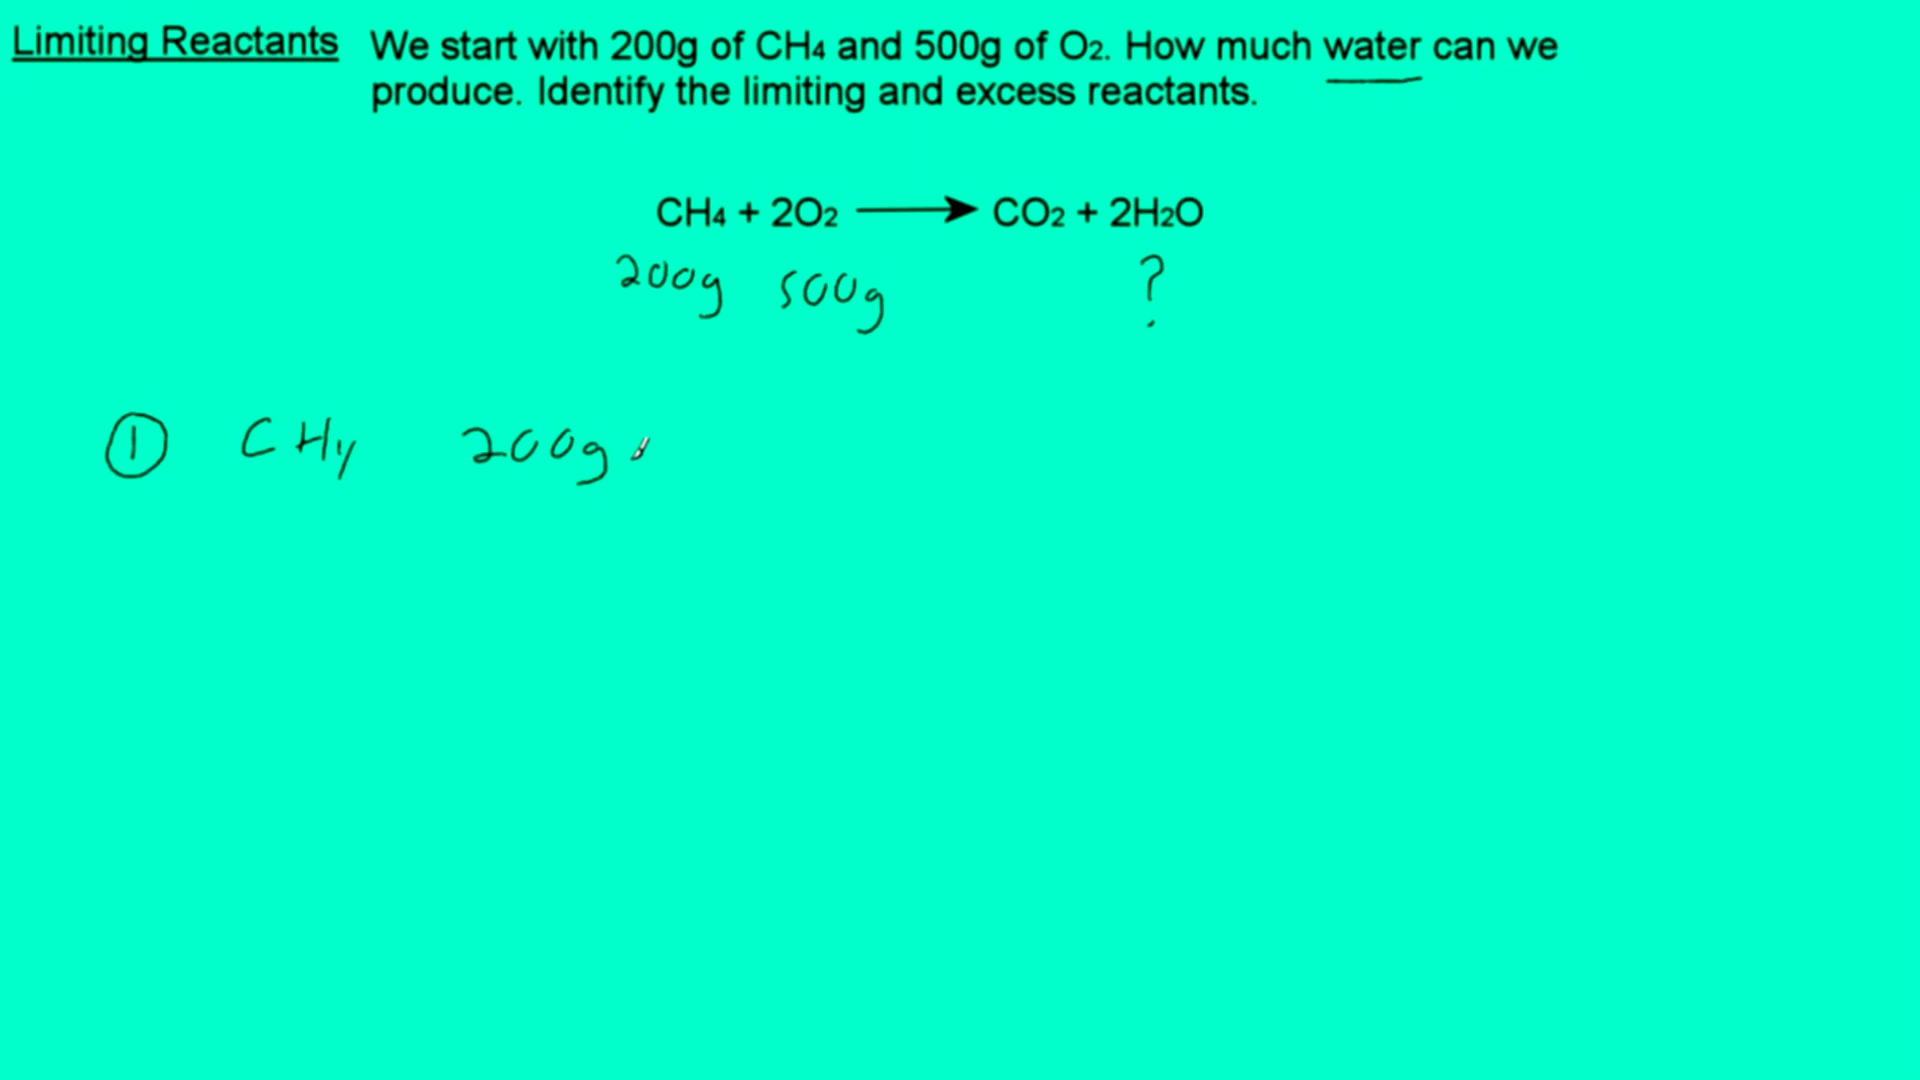 Limiting Reactants We start with 200g of CH4 and 500g of O2. How much water can we
produce. Identify the limiting and excess reactants.
CH4 + 2O2 ⟶ CO2 + 2H2O
200g 500g ?
① CH4 200g